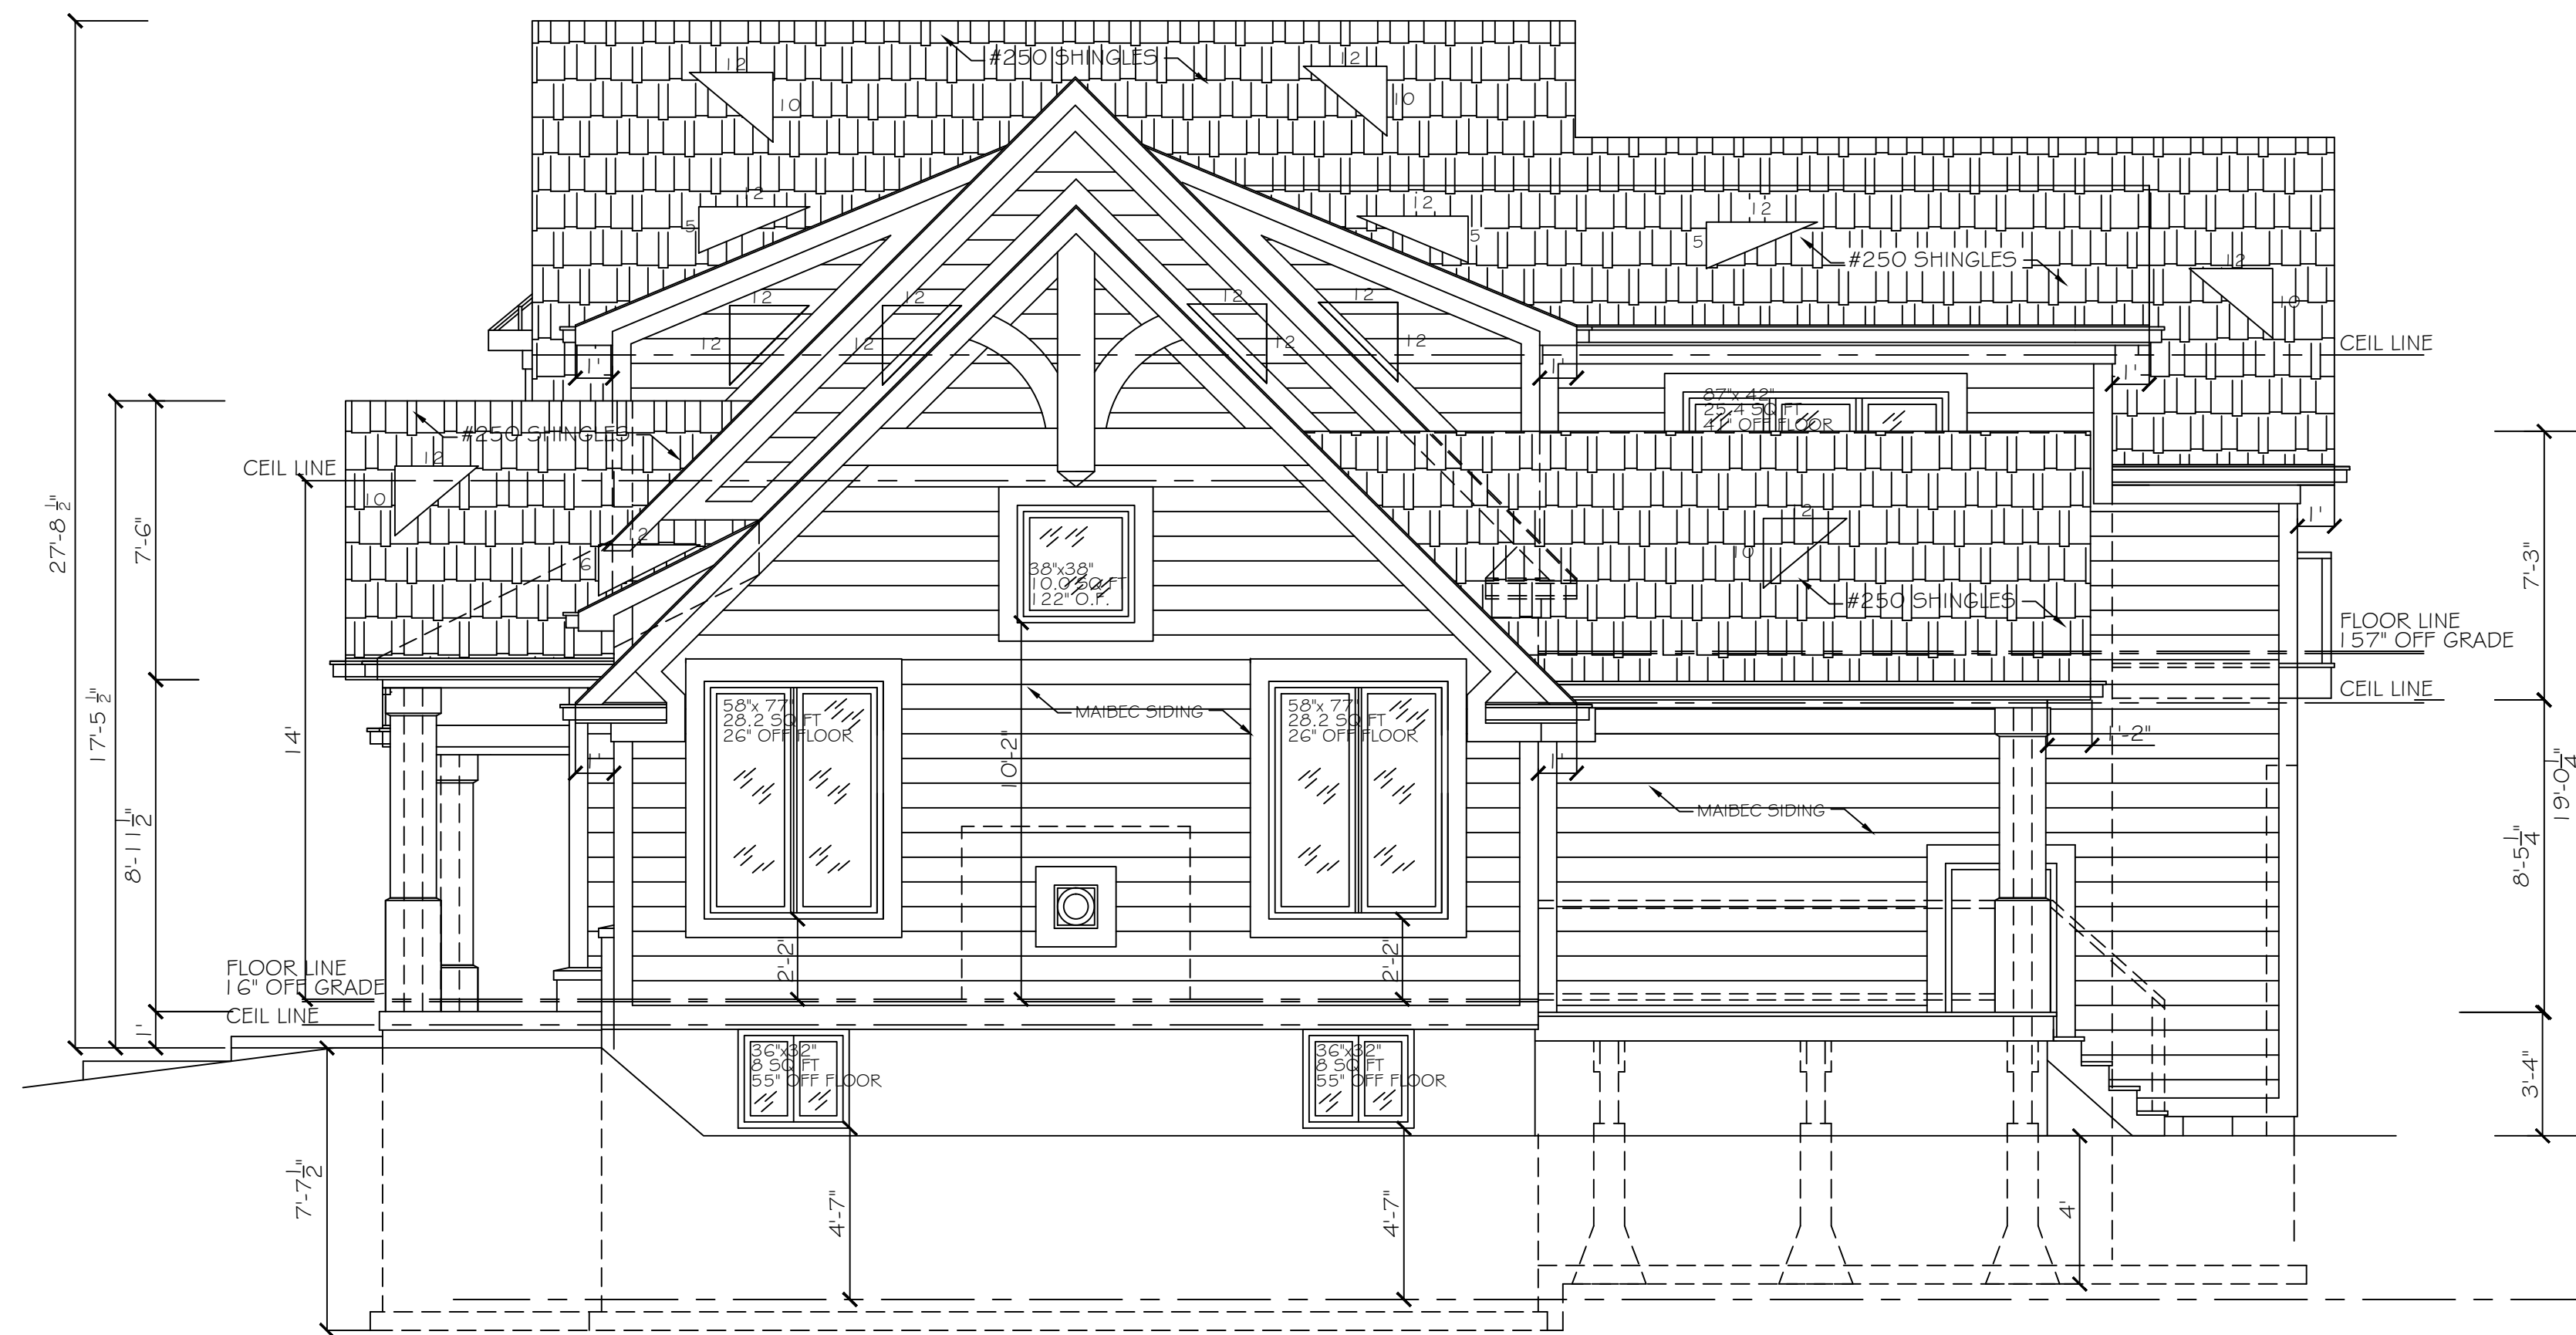 #250 SHINGLES
12
10
12
10
12
5
12
5
12
5
#250 SHINGLES
12
10
12
12
12
12
12
12
12
12
CEIL LINE
1'
1'
1'
87"x 42"
25.4 SQ FT
41" OFF FLOOR
#250 SHINGLES
12
10
CEIL LINE
27'-8 1/2"
7'-6"
17'-5 1/2"
8'-11 1/2"
14'
1'
12
6
38"x38"
10.0 SQ FT
122" O.F.
12
10
#250 SHINGLES
1'
7'-3"
FLOOR LINE
157" OFF GRADE
CEIL LINE
58"x 77"
28.2 SQ FT
26" OFF FLOOR
MAIBEC SIDING
58"x 77"
28.2 SQ FT
26" OFF FLOOR
1'
1'
1'-2"
10'-2"
MAIBEC SIDING
19'-0 1/4"
8'-5 1/4"
2'-2"
2'-2"
FLOOR LINE
16" OFF GRADE
CEIL LINE
36"x32"
8 SQ FT
55" OFF FLOOR
36"x32"
8 SQ FT
55" OFF FLOOR
3'-4"
7'-7 1/2"
4'-7"
4'-7"
4'